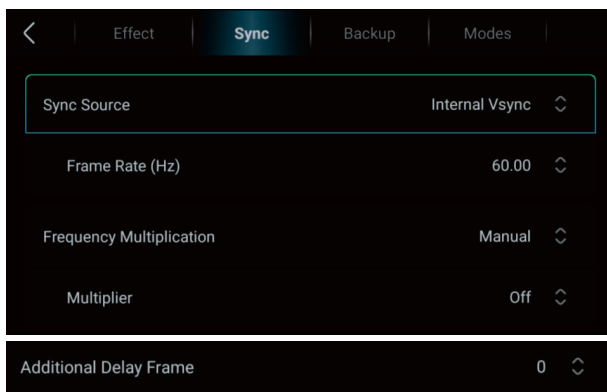 Effect Sync Backup Modes
Sync Source Internal Vsync
Frame Rate (Hz) 60.00
Frequency Multiplication Manual
Multiplier Off
Additional Delay Frame 0